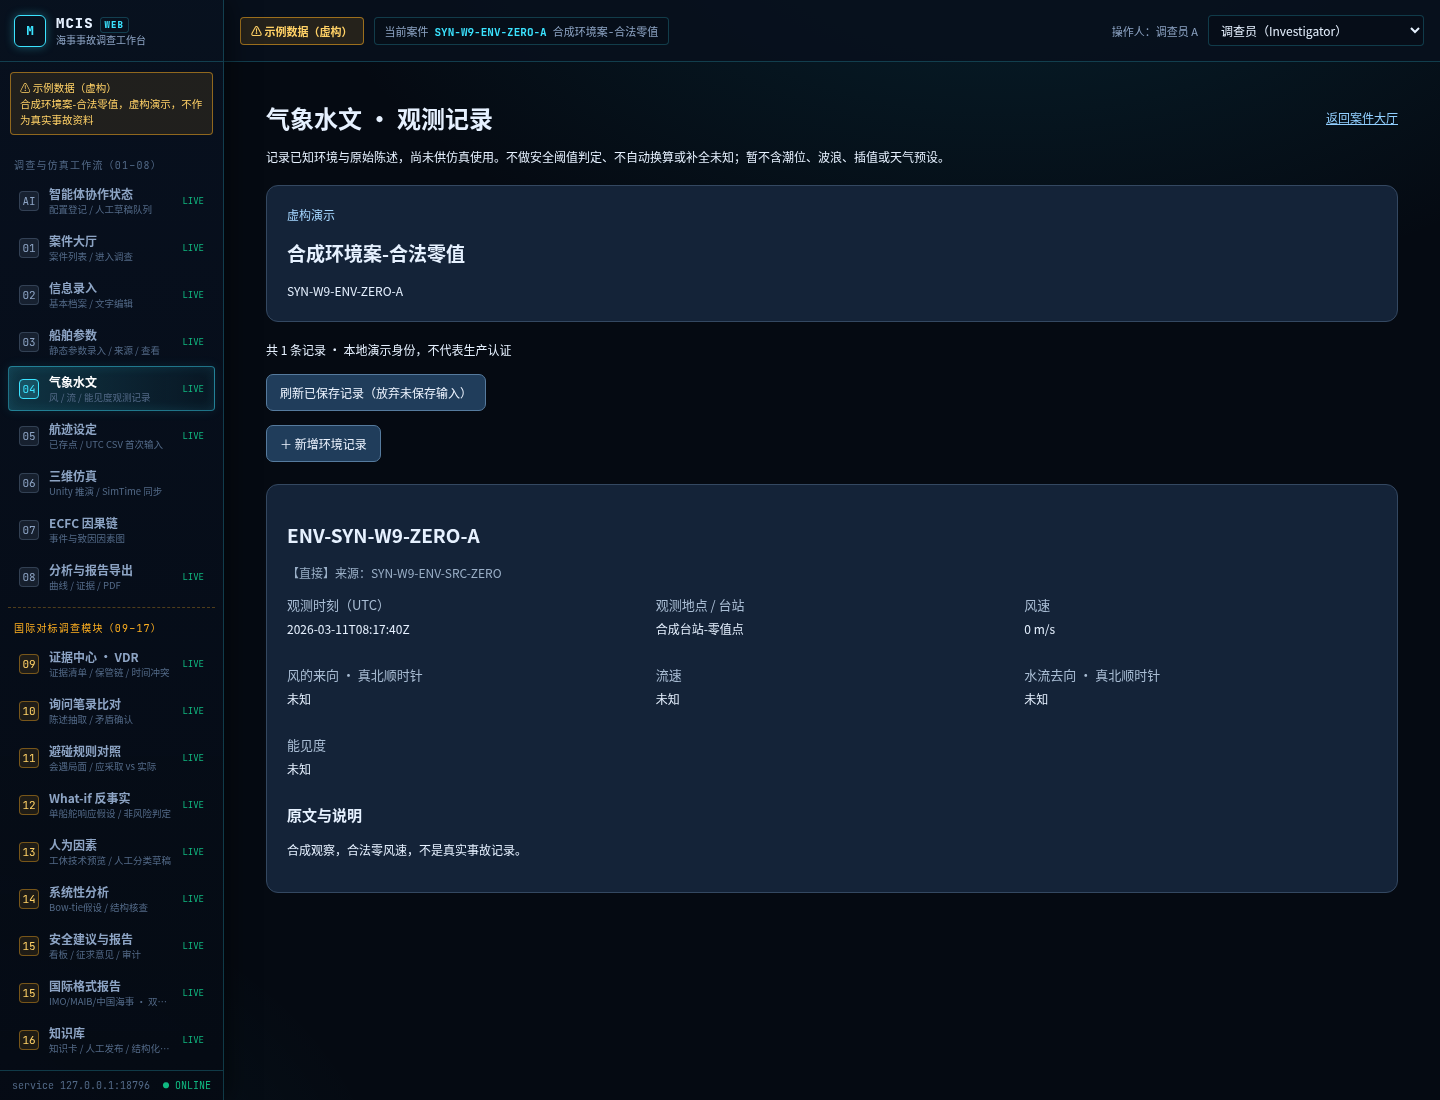 M
MCIS WEB
海事事故调查工作台
⚠ 示例数据（虚构）
合成环境案-合法零值，虚构演示，不作
为真实事故资料
调查与仿真工作流（01-08）
AI 智能体协作状态 LIVE
配置登记 / 人工草稿队列
01 案件大厅 LIVE
案件列表 / 进入调查
02 信息录入 LIVE
基本档案 / 文字编辑
03 船舶参数 LIVE
静态参数录入 / 来源 / 查看
04 气象水文 LIVE
风 / 流 / 能见度观测记录
05 航迹设定 LIVE
已存点 / UTC CSV 首次输入
06 三维仿真
Unity 推演 / SimTime 同步
07 ECFC 因果链
事件与致因因素图
08 分析与报告导出 LIVE
曲线 / 证据 / PDF
国际对标调查模块（09-17）
09 证据中心 · VDR LIVE
证据清单 / 保管链 / 时间冲突
10 询问笔录比对 LIVE
陈述抽取 / 矛盾确认
11 避碰规则对照 LIVE
会遇局面 / 应采取 vs 实际
12 What-if 反事实 LIVE
单船舵响应假设 / 非风险判定
13 人为因素 LIVE
工休技术预览 / 人工分类草稿
14 系统性分析 LIVE
Bow-tie假设 / 结构核查
15 安全建议与报告 LIVE
看板 / 征求意见 / 审计
15 国际格式报告 LIVE
IMO/MAIB/中国海事 · 双…
16 知识库 LIVE
知识卡 / 人工发布 / 结构化…
service 127.0.0.1:18796 ● ONLINE
⚠ 示例数据（虚构）
当前案件 SYN-W9-ENV-ZERO-A 合成环境案-合法零值
操作人：调查员 A
调查员（Investigator）
气象水文 · 观测记录
返回案件大厅
记录已知环境与原始陈述，尚未供仿真使用。不做安全阈值判定、不自动换算或补全未知；暂不含潮位、波浪、插值或天气预设。
虚构演示
合成环境案-合法零值
SYN-W9-ENV-ZERO-A
共 1 条记录 · 本地演示身份，不代表生产认证
刷新已保存记录（放弃未保存输入）
＋ 新增环境记录
ENV-SYN-W9-ZERO-A
【直接】来源：SYN-W9-ENV-SRC-ZERO
观测时刻（UTC） 观测地点 / 台站 风速
2026-03-11T08:17:40Z 合成台站-零值点 0 m/s
风的来向 · 真北顺时针 流速 水流去向 · 真北顺时针
未知 未知 未知
能见度
未知
原文与说明
合成观察，合法零风速，不是真实事故记录。